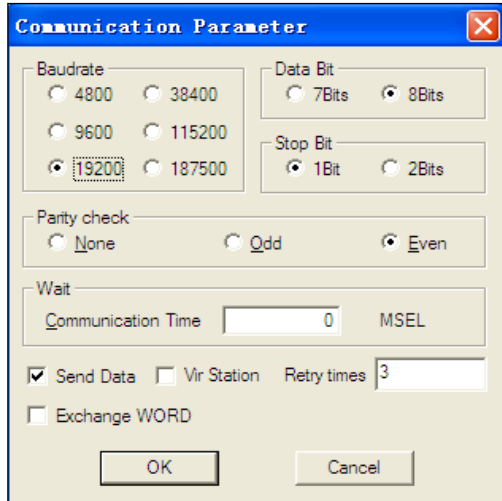 Communication Parameter
Baudrate
4800 38400
9600 115200
19200 187500
Data Bit
7Bits 8Bits
Stop Bit
1Bit 2Bits
Parity check
None Odd Even
Wait
Communication Time 0 MSEL
Send Data Vir Station Retry times 3
Exchange WORD
OK Cancel